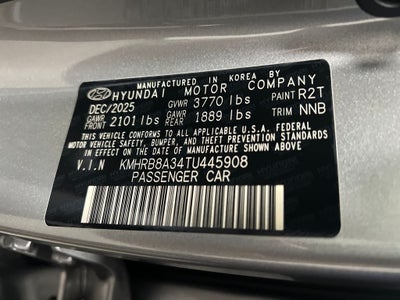 MANUFACTURED IN KOREA BY
HYUNDAI MOTOR COMPANY
DEC/2025 GVWR 3770 lbs PAINT R2T
GAWR FRONT 2101 lbs GAWR REAR 1889 lbs TRIM NNB
THIS VEHICLE CONFORMS TO ALL APPLICABLE U.S.A. FEDERAL
MOTOR VEHICLE SAFETY, BUMPER, AND THEFT PREVENTION STANDARDS
IN EFFECT ON THE DATE OF MANUFACTURE SHOWN ABOVE.
V.I.N KMHRB8A34TU445908
PASSENGER CAR